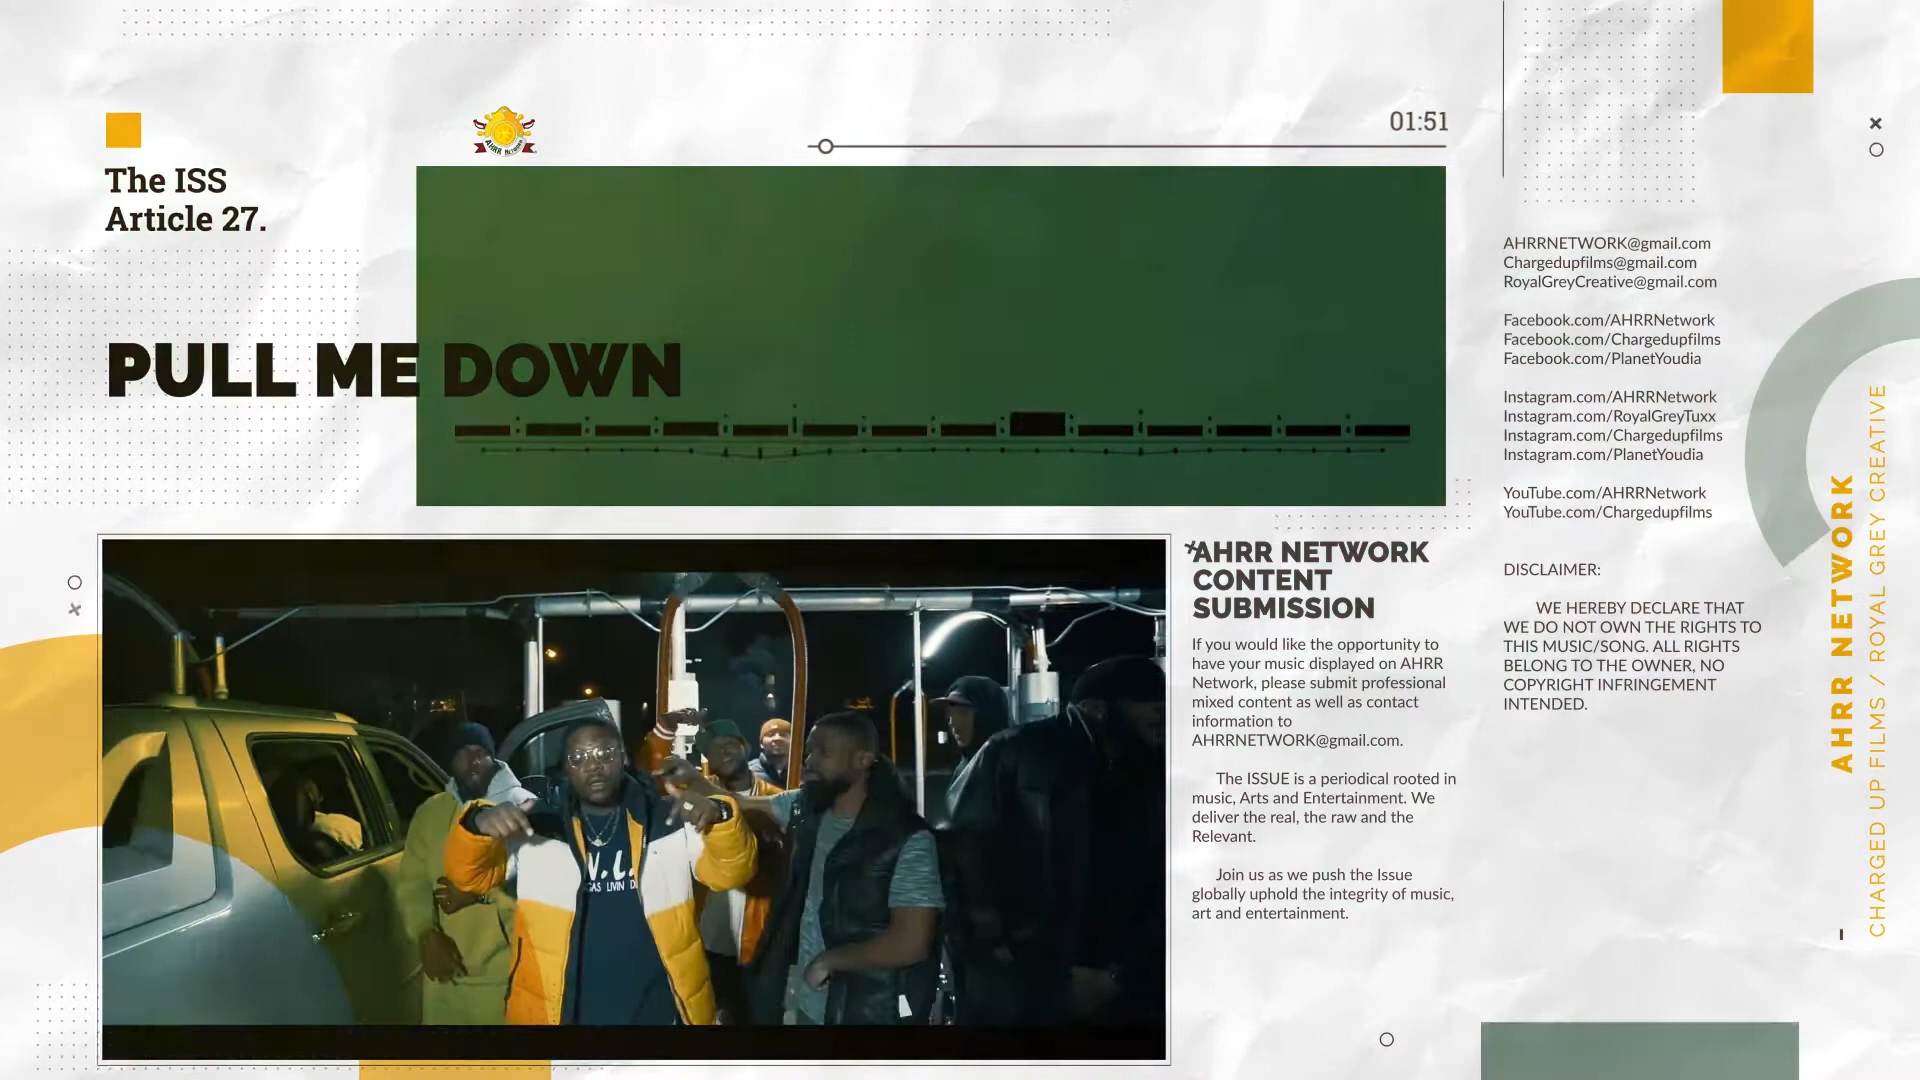 The ISS
Article 27.
AHRR Network
01:51
PULL ME DOWN
W.L.
GAS LIVIN D
AHRR NETWORK
CONTENT
SUBMISSION
If you would like the opportunity to
have your music displayed on AHRR
Network, please submit professional
mixed content as well as contact
information to
AHRRNETWORK@gmail.com.
The ISSUE is a periodical rooted in
music, Arts and Entertainment. We
deliver the real, the raw and the
Relevant.
Join us as we push the Issue
globally uphold the integrity of music,
art and entertainment.
AHRRNETWORK@gmail.com
Chargedupfilms@gmail.com
RoyalGreyCreative@gmail.com
Facebook.com/AHRRNetwork
Facebook.com/Chargedupfilms
Facebook.com/PlanetYoudia
Instagram.com/AHRRNetwork
Instagram.com/RoyalGreyTuxx
Instagram.com/Chargedupfilms
Instagram.com/PlanetYoudia
YouTube.com/AHRRNetwork
YouTube.com/Chargedupfilms
DISCLAIMER:
WE HEREBY DECLARE THAT
WE DO NOT OWN THE RIGHTS TO
THIS MUSIC/SONG. ALL RIGHTS
BELONG TO THE OWNER, NO
COPYRIGHT INFRINGEMENT
INTENDED.
AHRR NETWORK
CHARGED UP FILMS / ROYAL GREY CREATIVE